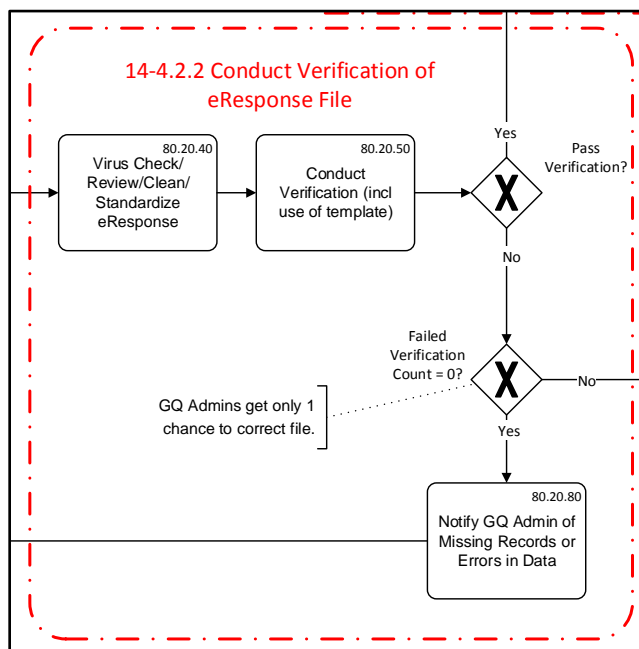 14-4.2.2 Conduct Verification of
eResponse File
Yes
Pass
Verification?
80.20.40
Virus Check/
Review/Clean/
Standardize
eResponse
80.20.50
Conduct
Verification (incl
use of template)
X
No
Failed
Verification
Count = 0?
X
No
GQ Admins get only 1
chance to correct file.
Yes
80.20.80
Notify GQ Admin of
Missing Records or
Errors in Data